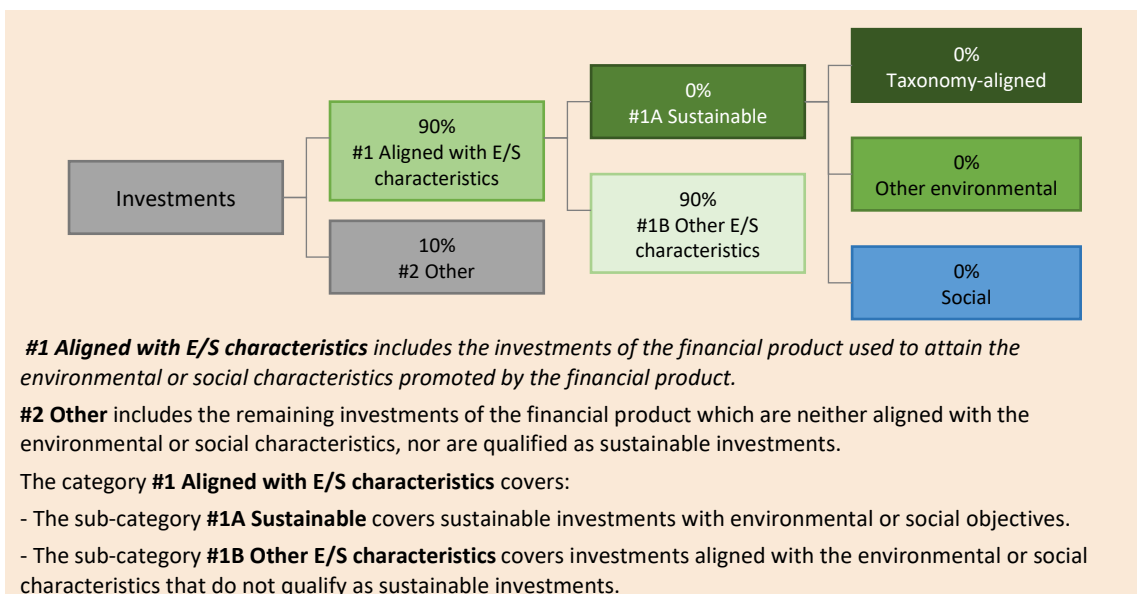 Investments
90%
#1 Aligned with E/S
characteristics
10%
#2 Other
0%
#1A Sustainable
90%
#1B Other E/S
characteristics
0%
Taxonomy-aligned
0%
Other environmental
0%
Social
#1 Aligned with E/S characteristics includes the investments of the financial product used to attain the
environmental or social characteristics promoted by the financial product.
#2 Other includes the remaining investments of the financial product which are neither aligned with the
environmental or social characteristics, nor are qualified as sustainable investments.
The category #1 Aligned with E/S characteristics covers:
- The sub-category #1A Sustainable covers sustainable investments with environmental or social objectives.
- The sub-category #1B Other E/S characteristics covers investments aligned with the environmental or social
characteristics that do not qualify as sustainable investments.